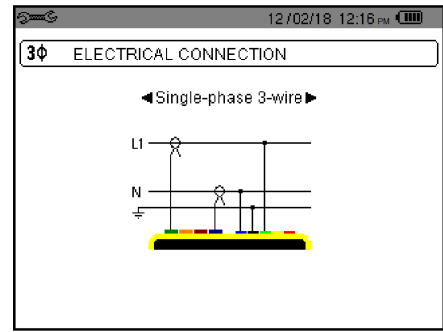 12/02/18 12:16 PM
3Φ ELECTRICAL CONNECTION
◄Single-phase 3-wire►
L1
N